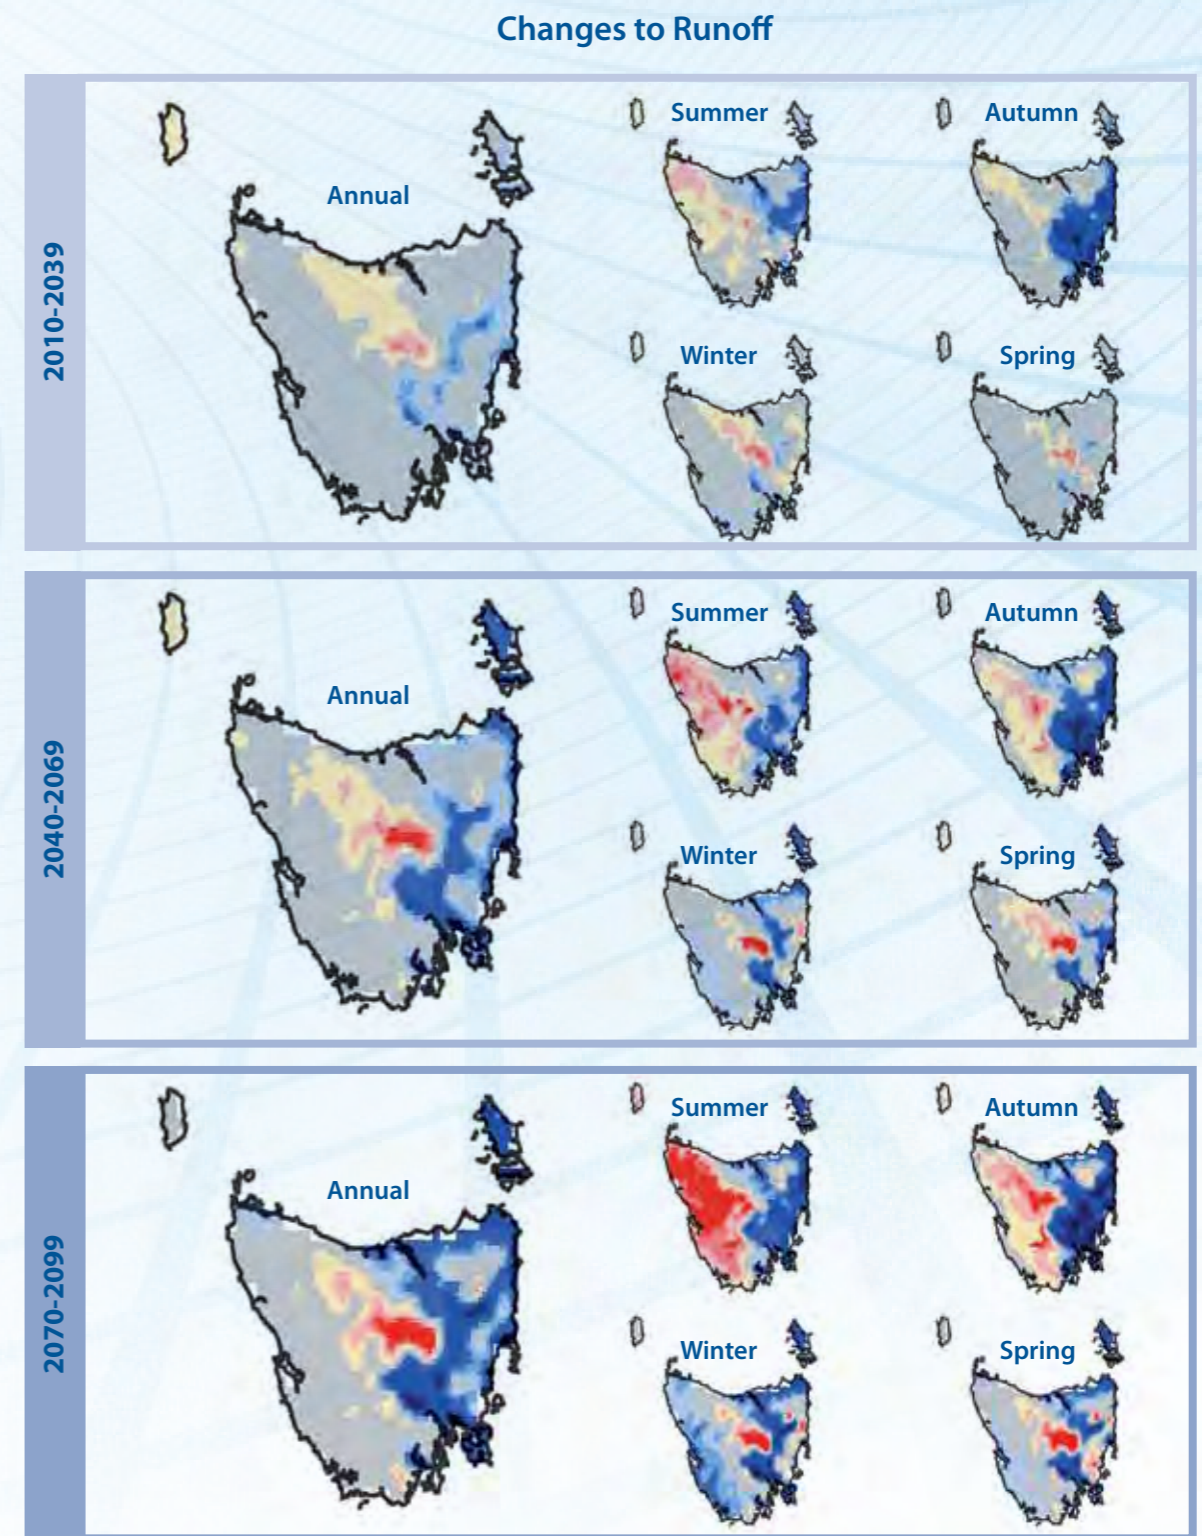 Changes to Runoff
2010-2039
Annual
Summer
Autumn
Winter
Spring
2040-2069
Annual
Summer
Autumn
Winter
Spring
2070-2099
Annual
Summer
Autumn
Winter
Spring